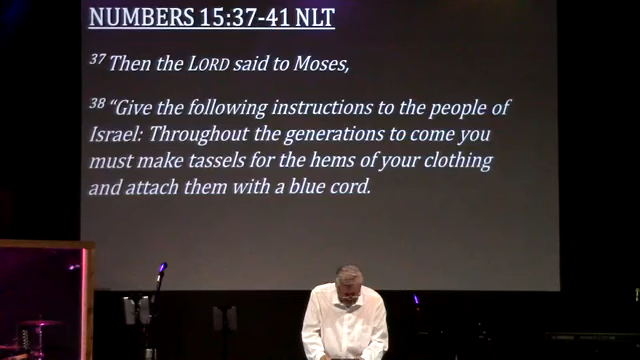 NUMBERS 15:37-41 NLT
37 Then the LORD said to Moses,
38 “Give the following instructions to the people of
Israel: Throughout the generations to come you
must make tassels for the hems of your clothing
and attach them with a blue cord.